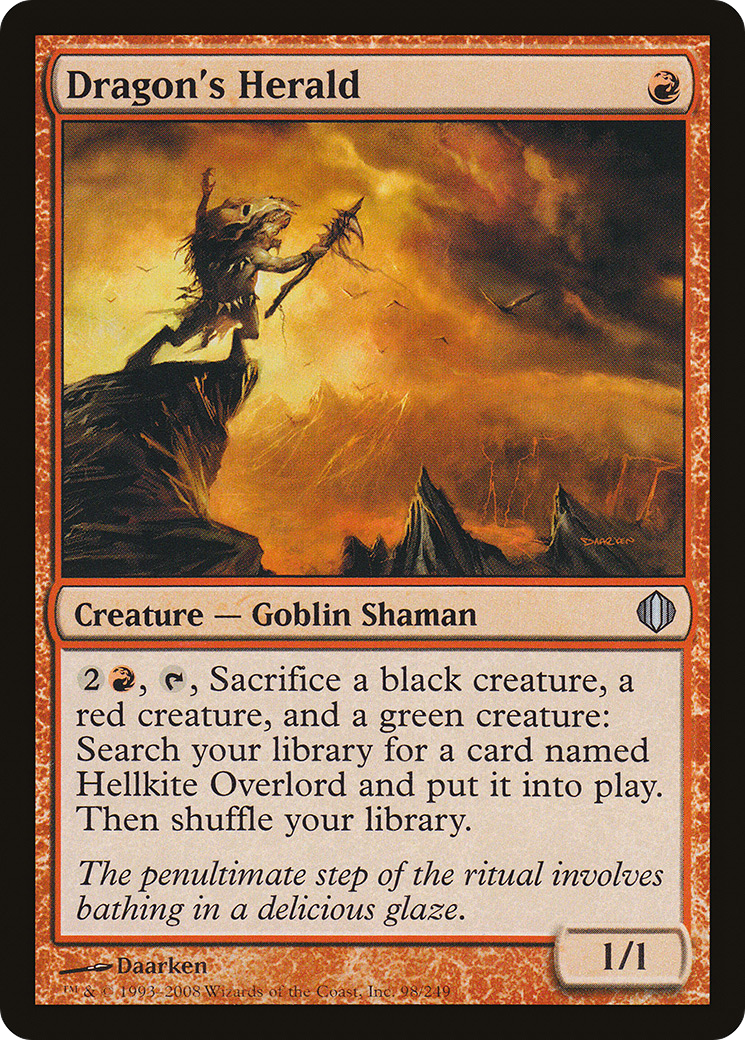 Dragon's Herald
DAARKEN
Creature — Goblin Shaman
2 , , Sacrifice a black creature, a
red creature, and a green creature:
Search your library for a card named
Hellkite Overlord and put it into play.
Then shuffle your library.
The penultimate step of the ritual involves
bathing in a delicious glaze.
1/1
Daarken
™ & © 1993–2008 Wizards of the Coast, Inc. 98/249